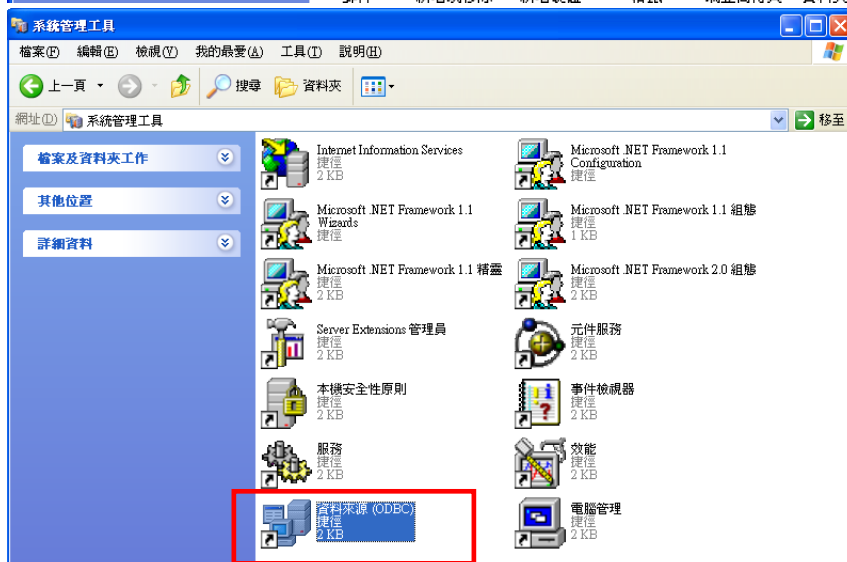 系統管理工具
檔案(F) 編輯(E) 檢視(V) 我的最愛(A) 工具(T) 說明(H)
上一頁 搜尋 資料夾
網址(D) 系統管理工具 移至
檔案及資料夾工作
其他位置
詳細資料
Internet Information Services
捷徑
2 KB
Microsoft .NET Framework 1.1
Configuration
捷徑
Microsoft .NET Framework 1.1
Wizards
捷徑
Microsoft .NET Framework 1.1 組態
捷徑
1 KB
Microsoft .NET Framework 1.1 精靈
捷徑
2 KB
Microsoft .NET Framework 2.0 組態
捷徑
2 KB
Server Extensions 管理員
捷徑
2 KB
元件服務
捷徑
2 KB
本機安全性原則
捷徑
2 KB
事件檢視器
捷徑
2 KB
服務
捷徑
2 KB
效能
捷徑
2 KB
資料來源 (ODBC)
捷徑
2 KB
電腦管理
捷徑
2 KB